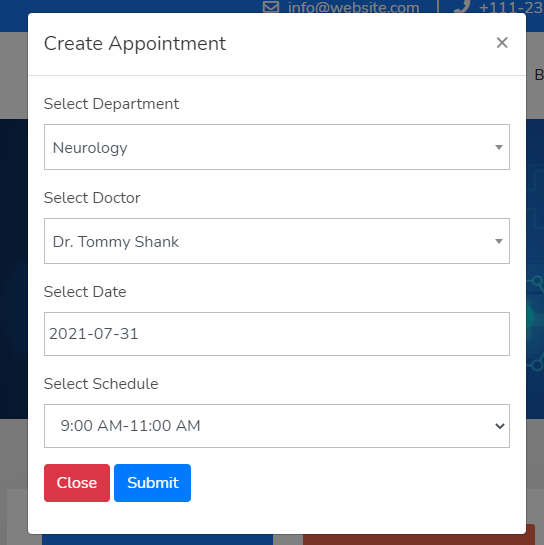 info@website.com | +111-23
Create Appointment ×
B
Select Department
Neurology
Select Doctor
Dr. Tommy Shank
Select Date
2021-07-31
Select Schedule
9:00 AM-11:00 AM
Close Submit